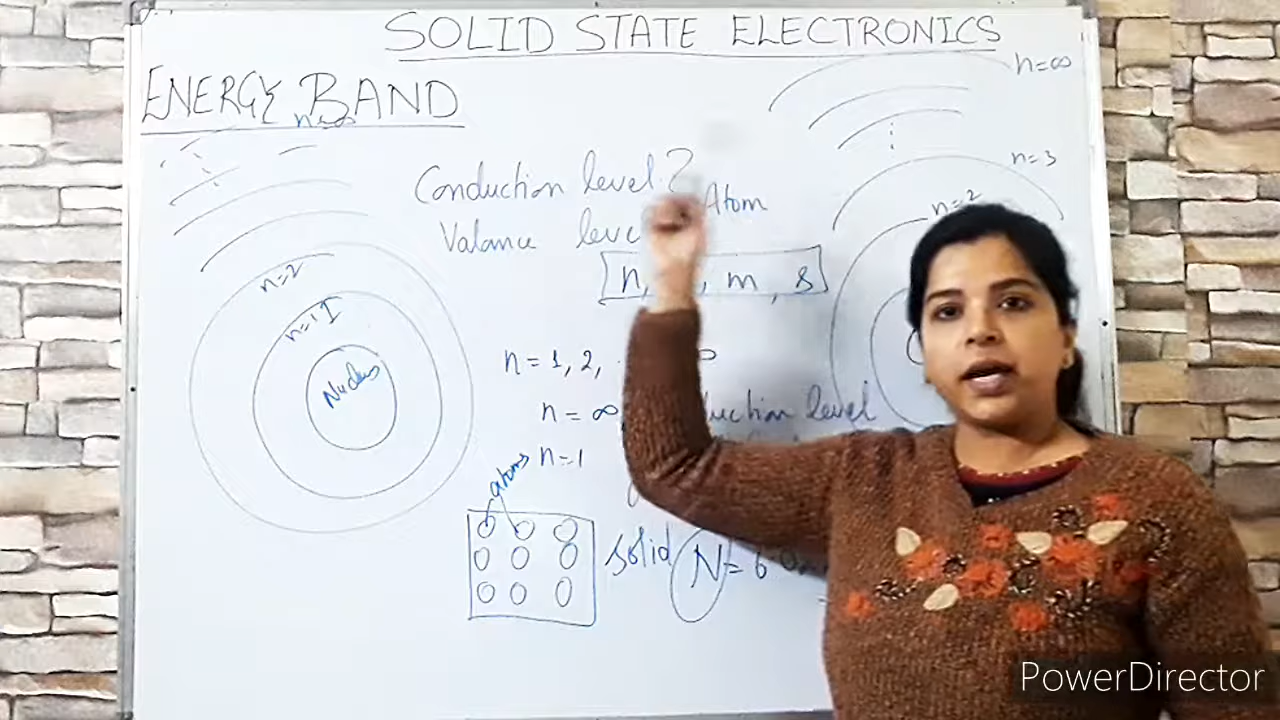 SOLID STATE ELECTRONICS
ENERGY BAND
n=∞
n=∞
n=3
n=2
Conduction level
Atom
Valance
n, , m, s
n=2
n=1
I
Nucleus
n = 1, 2,
n = ∞
level
n=1
atoms
solid
N=
PowerDirector